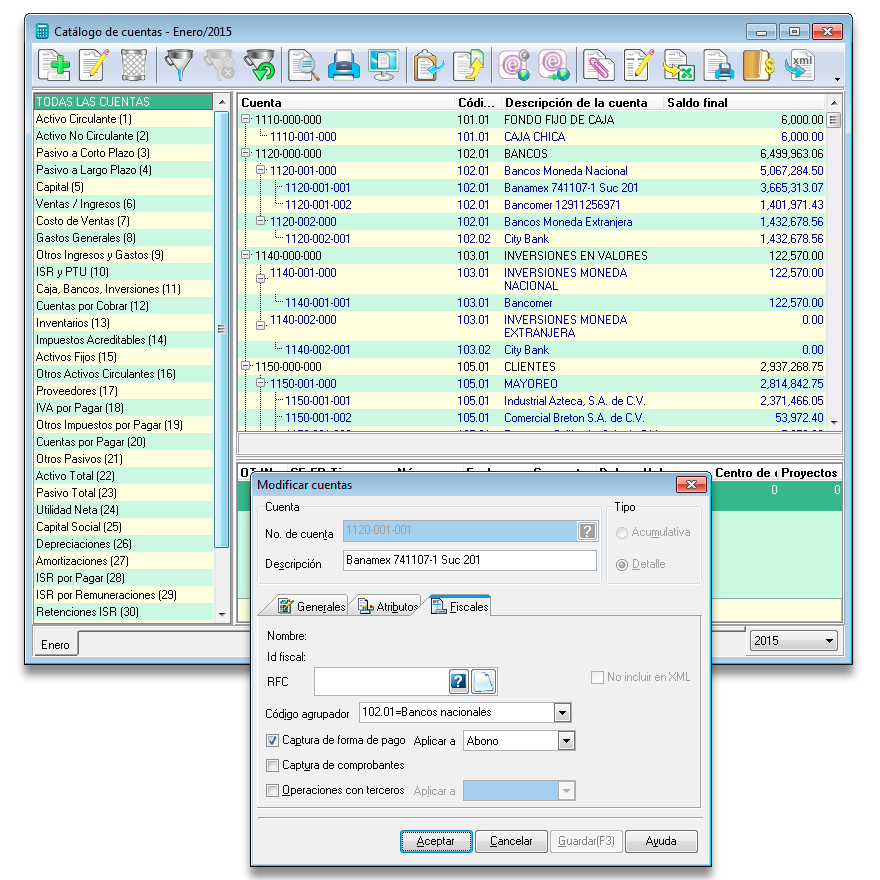 Catálogo de cuentas - Enero/2015
xml
TODAS LAS CUENTAS
Activo Circulante (1)
Activo No Circulante (2)
Pasivo a Corto Plazo (3)
Pasivo a Largo Plazo (4)
Capital (5)
Ventas / Ingresos (6)
Costo de Ventas (7)
Gastos Generales (8)
Otros Ingresos y Gastos (9)
ISR y PTU (10)
Caja, Bancos, Inversiones (11)
Cuentas por Cobrar (12)
Inventarios (13)
Impuestos Acreditables (14)
Activos Fijos (15)
Otros Activos Circulantes (16)
Proveedores (17)
IVA por Pagar (18)
Otros Impuestos por Pagar (19)
Cuentas por Pagar (20)
Otros Pasivos (21)
Activo Total (22)
Pasivo Total (23)
Utilidad Neta (24)
Capital Social (25)
Depreciaciones (26)
Amortizaciones (27)
ISR por Pagar (28)
ISR por Remuneraciones (29)
Retenciones ISR (30)
Cuenta Códi... Descripción de la cuenta Saldo final
1110-000-000 101.01 FONDO FIJO DE CAJA 6,000.00
1110-001-000 101.01 CAJA CHICA 6,000.00
1120-000-000 102.01 BANCOS 6,499,963.06
1120-001-000 102.01 Bancos Moneda Nacional 5,067,284.50
1120-001-001 102.01 Banamex 741107-1 Suc 201 3,665,313.07
1120-001-002 102.01 Bancomer 12911256971 1,401,971.43
1120-002-000 102.01 Bancos Moneda Extranjera 1,432,678.56
1120-002-001 102.02 City Bank 1,432,678.56
1140-000-000 103.01 INVERSIONES EN VALORES 122,570.00
1140-001-000 103.01 INVERSIONES MONEDA 122,570.00
NACIONAL
1140-001-001 103.01 Bancomer 122,570.00
1140-002-000 103.01 INVERSIONES MONEDA 0.00
EXTRANJERA
1140-002-001 103.02 City Bank 0.00
1150-000-000 105.01 CLIENTES 2,937,268.75
1150-001-000 105.01 MAYOREO 2,814,842.75
1150-001-001 105.01 Industrial Azteca, S.A. de C.V. 2,371,466.05
1150-001-002 105.01 Comercial Breton S.A. de C.V. 53,972.40
Centro de Proyectos
0 0
Enero
2015
Modificar cuentas
Cuenta
No. de cuenta 1120-001-001 ?
Descripción Banamex 741107-1 Suc 201
Tipo
Acumulativa
Detalle
Generales Atributos Fiscales
Nombre:
Id fiscal:
RFC ?
No incluir en XML
Código agrupador 102.01=Bancos nacionales
Captura de forma de pago Aplicar a Abono
Captura de comprobantes
Operaciones con terceros Aplicar a
Aceptar Cancelar Guardar(F3) Ayuda